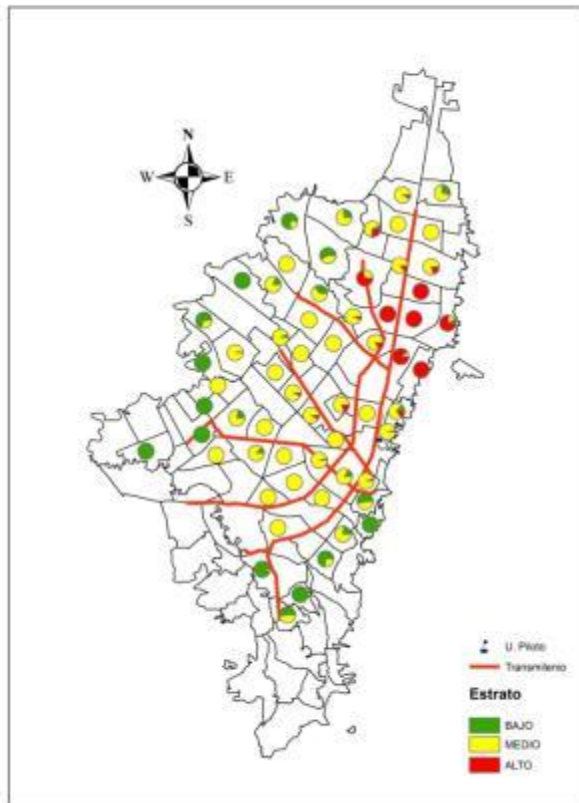 N
W E
S
U. Piloto
Transmilenio
Estrato
BAJO
MEDIO
ALTO